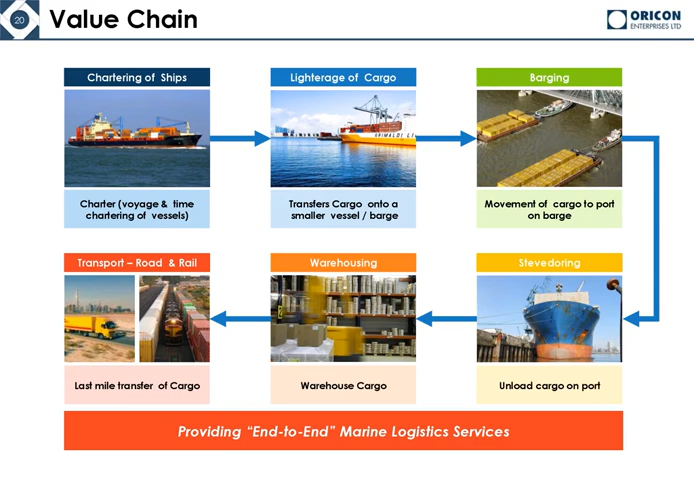 20
Value Chain
ORICON
ENTERPRISES LTD
Chartering of Ships
Lighterage of Cargo
Barging
GRIMALDI LI
Charter (voyage & time
chartering of vessels)
Transfers Cargo onto a
smaller vessel / barge
Movement of cargo to port
on barge
Transport – Road & Rail
Warehousing
Stevedoring
Last mile transfer of Cargo
Warehouse Cargo
Unload cargo on port
Providing “End-to-End” Marine Logistics Services